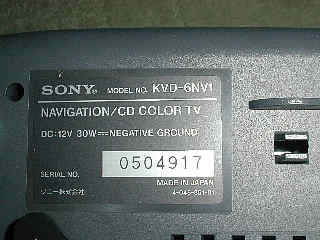 SONY MODEL NO. KVD-6NV1
NAVIGATION/CD COLOR TV
DC:12V 30W⎓NEGATIVE GROUND
SERIAL NO. 0504917
MADE IN JAPAN
ソニー株式会社